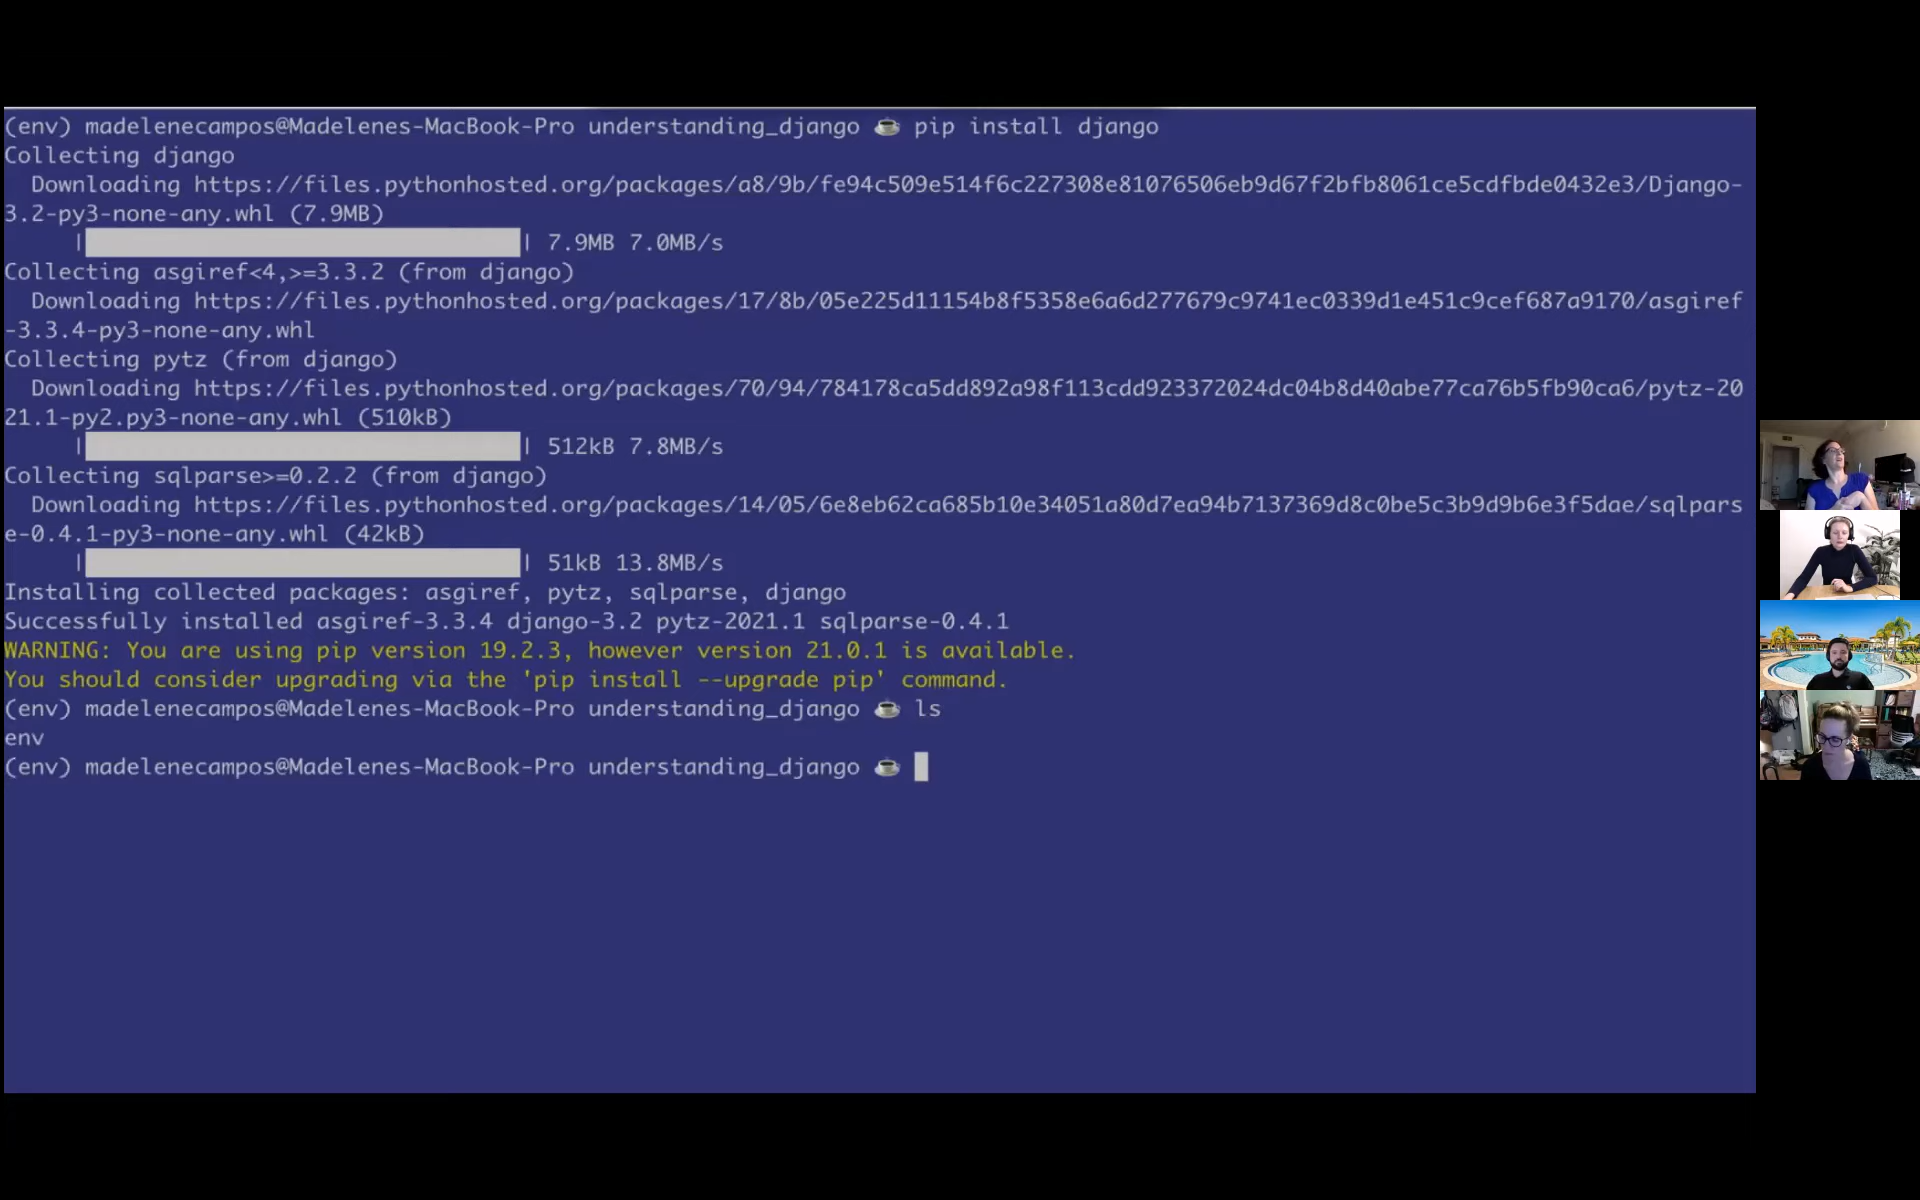 (env) madelenecampos@Madelenes-MacBook-Pro understanding_django ☕ pip install django
Collecting django
  Downloading https://files.pythonhosted.org/packages/a8/9b/fe94c509e514f6c227308e81076506eb9d67f2bfb8061ce5cdfbde0432e3/Django-
3.2-py3-none-any.whl (7.9MB)
     |████████████████████████████████| 7.9MB 7.0MB/s
Collecting asgiref<4,>=3.3.2 (from django)
  Downloading https://files.pythonhosted.org/packages/17/8b/05e225d11154b8f5358e6a6d277679c9741ec0339d1e451c9cef687a9170/asgiref
-3.3.4-py3-none-any.whl
Collecting pytz (from django)
  Downloading https://files.pythonhosted.org/packages/70/94/784178ca5dd892a98f113cdd923372024dc04b8d40abe77ca76b5fb90ca6/pytz-20
21.1-py2.py3-none-any.whl (510kB)
     |████████████████████████████████| 512kB 7.8MB/s
Collecting sqlparse>=0.2.2 (from django)
  Downloading https://files.pythonhosted.org/packages/14/05/6e8eb62ca685b10e34051a80d7ea94b7137369d8c0be5c3b9d9b6e3f5dae/sqlpars
e-0.4.1-py3-none-any.whl (42kB)
     |████████████████████████████████| 51kB 13.8MB/s
Installing collected packages: asgiref, pytz, sqlparse, django
Successfully installed asgiref-3.3.4 django-3.2 pytz-2021.1 sqlparse-0.4.1
WARNING: You are using pip version 19.2.3, however version 21.0.1 is available.
You should consider upgrading via the 'pip install --upgrade pip' command.
(env) madelenecampos@Madelenes-MacBook-Pro understanding_django ☕ ls
env
(env) madelenecampos@Madelenes-MacBook-Pro understanding_django ☕